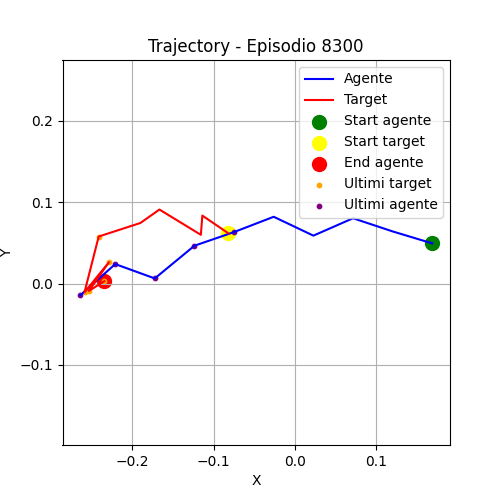 Trajectory - Episodio 8300
Agente
Target
Start agente
Start target
End agente
Ultimi target
Ultimi agente
0.2
0.1
0.0
−0.1
Y
−0.2
−0.1
0.0
0.1
X